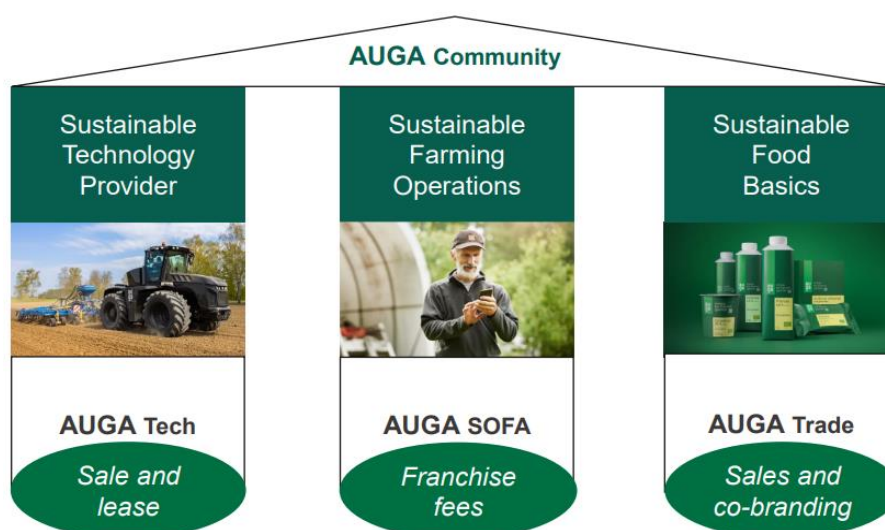 AUGA Community
Sustainable
Technology
Provider
Sustainable
Farming
Operations
Sustainable
Food
Basics
AUGA Tech
AUGA SOFA
AUGA Trade
Sale and
lease
Franchise
fees
Sales and
co-branding